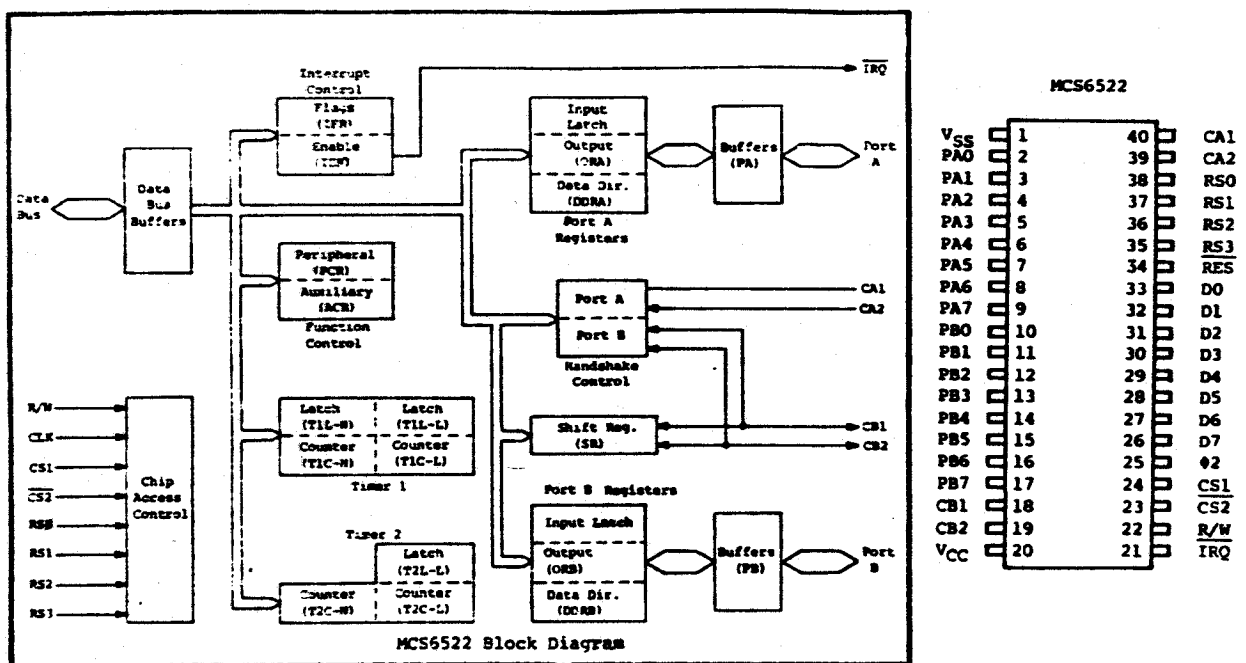 Interrupt
Control
Flags
(IFR)
Enable
(IER)
IRQ
Data
Bus
Data
Bus
Buffers
Input
Latch
Output
(ORA)
Data Dir.
(DDRA)
Port A
Registers
Buffers
(PA)
Port
A
Peripheral
(PCR)
Auxiliary
(ACR)
Function
Control
Port A
Port B
Handshake
Control
CA1
CA2
Latch
(T1L-H)
Latch
(T1L-L)
Counter
(T1C-H)
Counter
(T1C-L)
Timer 1
Shift Reg.
(SR)
CB1
CB2
R/W
CLK
CS1
CS2
RS0
RS1
RS2
RS3
Chip
Access
Control
Timer 2
Latch
(T2L-L)
Counter
(T2C-H)
Counter
(T2C-L)
Port B Registers
Input Latch
Output
(ORB)
Data Dir.
(DDRB)
Buffers
(PB)
Port
B
MCS6522 Block Diagram
MCS6522
VSS 1 40 CA1
PA0 2 39 CA2
PA1 3 38 RS0
PA2 4 37 RS1
PA3 5 36 RS2
PA4 6 35 RS3
PA5 7 34 RES
PA6 8 33 D0
PA7 9 32 D1
PB0 10 31 D2
PB1 11 30 D3
PB2 12 29 D4
PB3 13 28 D5
PB4 14 27 D6
PB5 15 26 D7
PB6 16 25 Φ2
PB7 17 24 CS1
CB1 18 23 CS2
CB2 19 22 R/W
VCC 20 21 IRQ